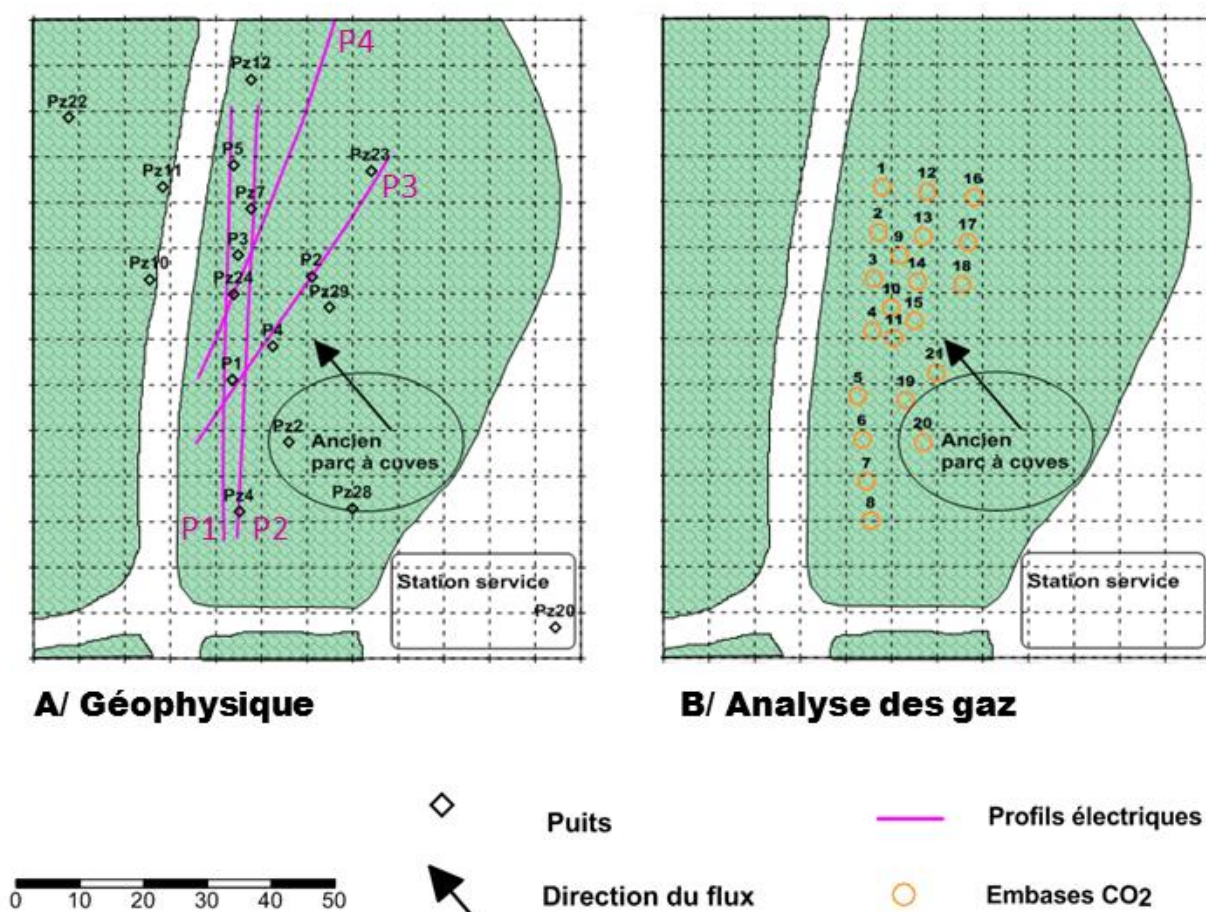 P4
Pz12
Pz22
P5
Pz23
Pz11
P3
Pz7
P3
P2
Pz10
Pz24
Pz29
P4
P1
Pz2
Ancien
parc à cuves
Pz4
Pz28
P1
P2
Station service
Pz20
1
12
16
2
13
17
9
3
14
18
10
15
4
11
21
5
19
6
20
Ancien
parc à cuves
7
8
Station service
A/ Géophysique
B/ Analyse des gaz
Puits
Profils électriques
0 10 20 30 40 50
Direction du flux
Embases CO2